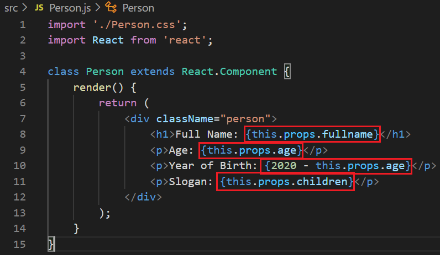 src > Person.js > Person
1 import './Person.css';
2 import React from 'react';
3
4 class Person extends React.Component {
5 render() {
6 return (
7 <div className="person">
8 <h1>Full Name: {this.props.fullname}</h1>
9 <p>Age: {this.props.age}</p>
10 <p>Year of Birth: {2020 - this.props.age}</p>
11 <p>Slogan: {this.props.children}</p>
12 </div>
13 );
14 }
15 }